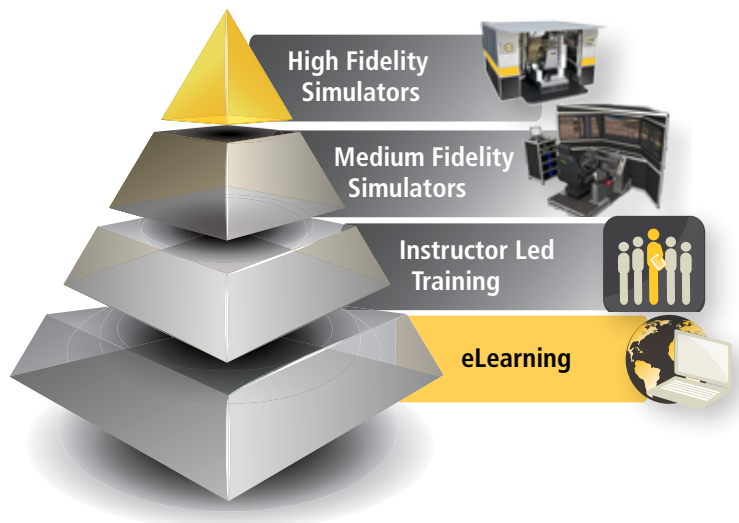 High Fidelity
Simulators
Medium Fidelity
Simulators
Instructor Led
Training
eLearning